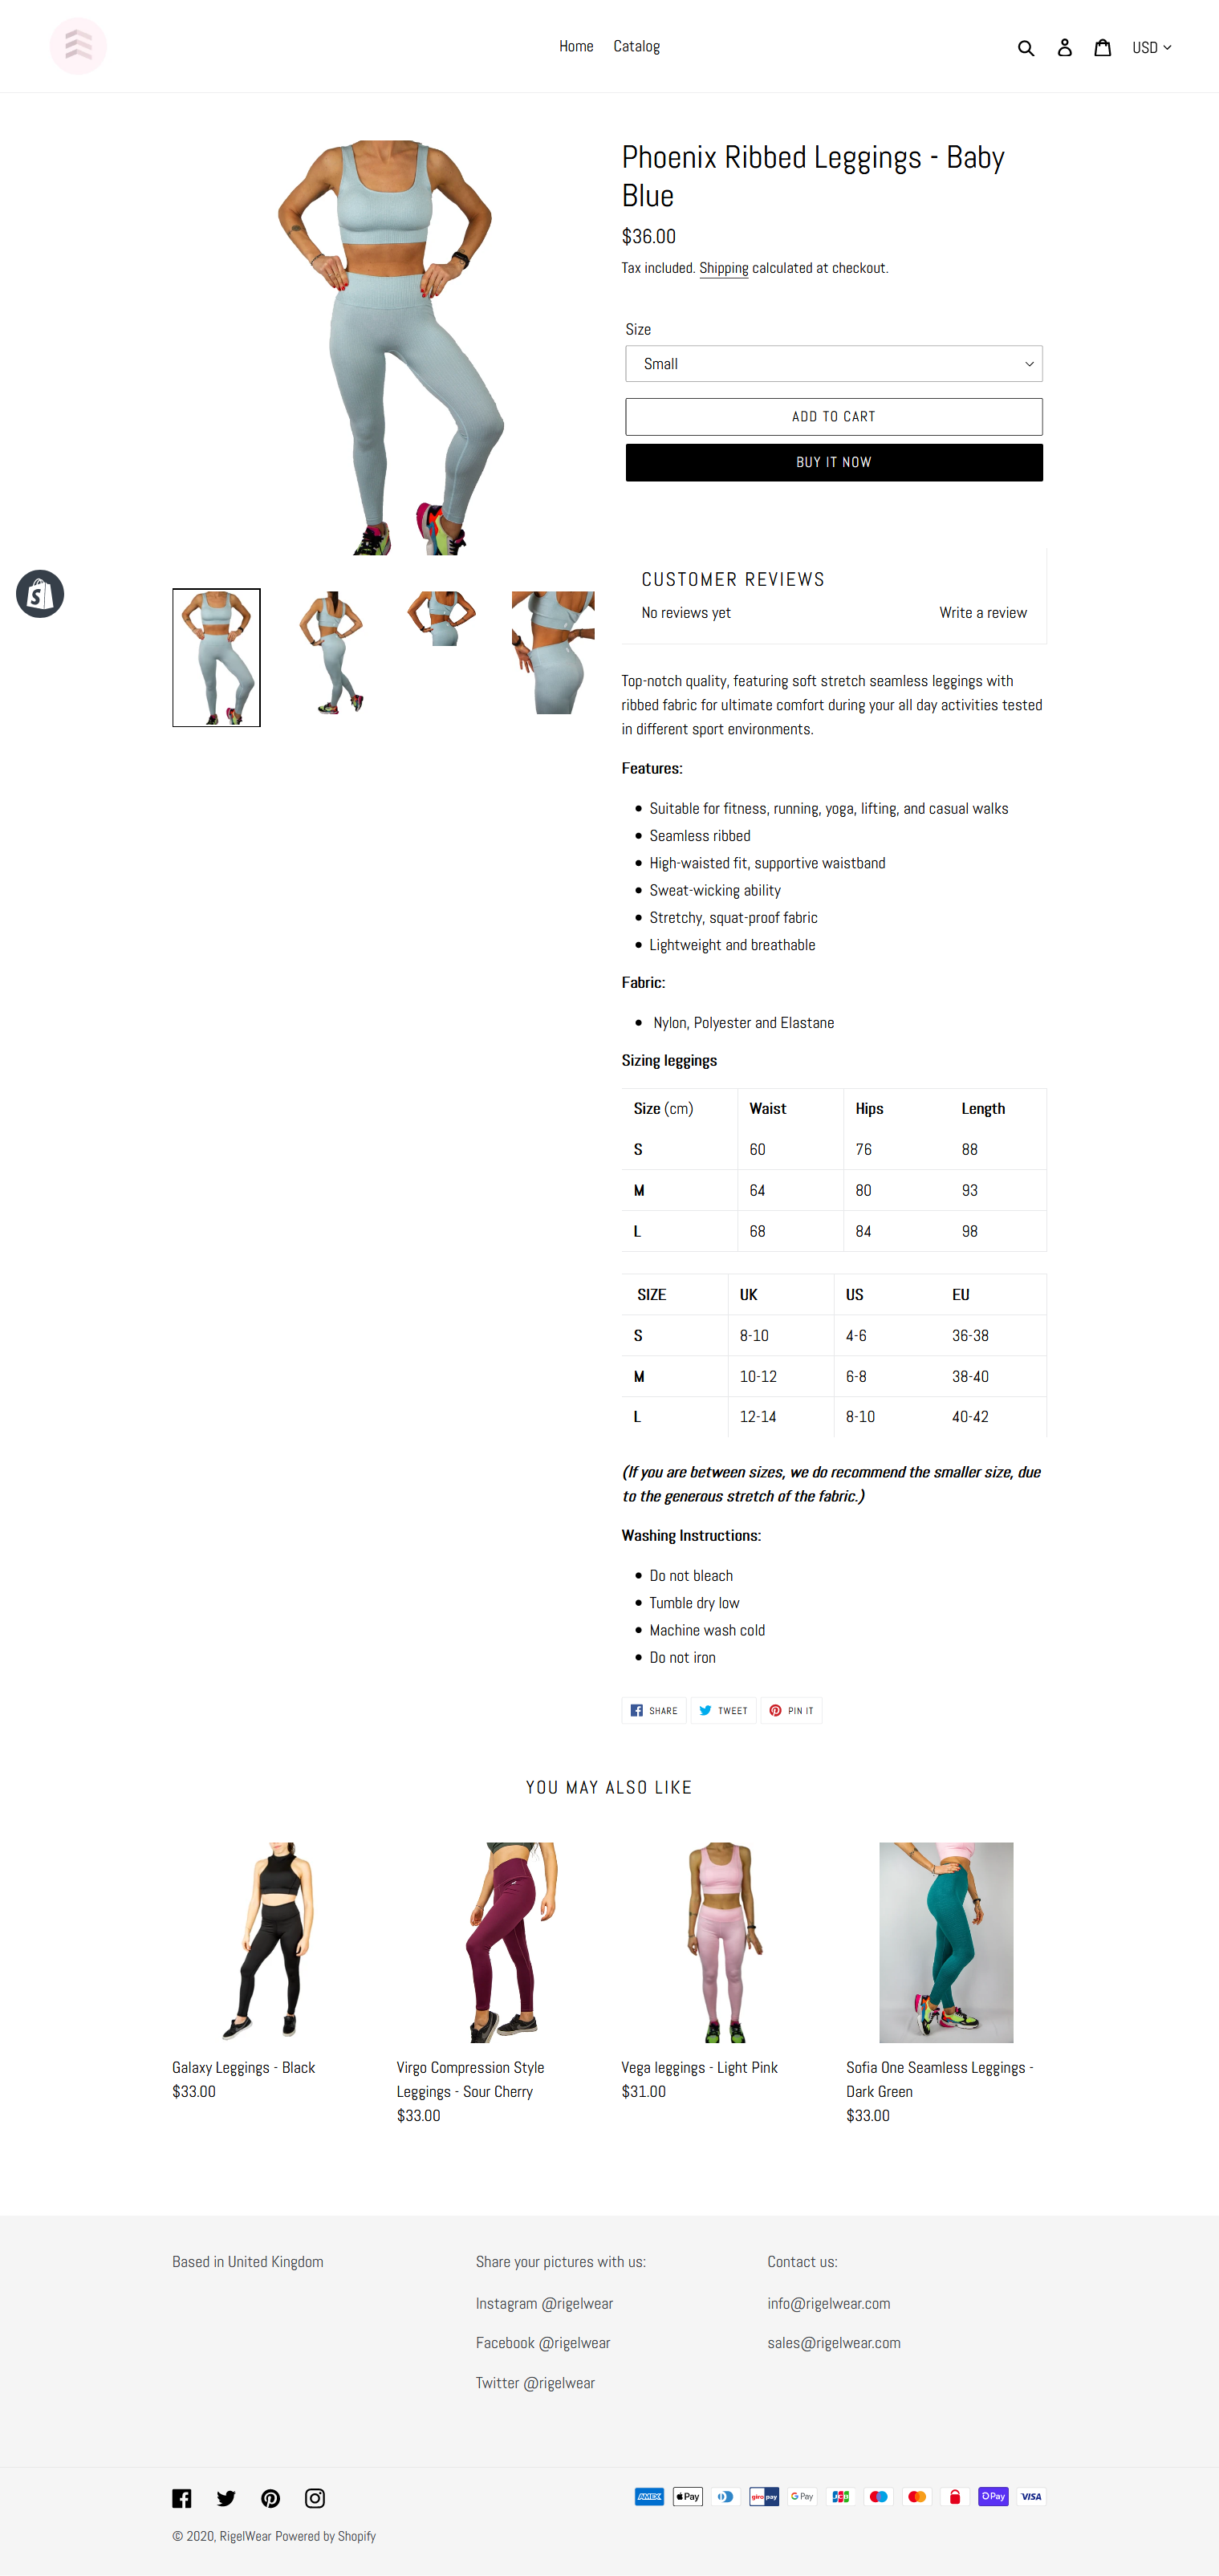 Home Catalog USD
Phoenix Ribbed Leggings - Baby
Blue
$36.00
Tax included. Shipping calculated at checkout.
Size
Small
ADD TO CART
BUY IT NOW
CUSTOMER REVIEWS
No reviews yet Write a review
Top-notch quality, featuring soft stretch seamless leggings with
ribbed fabric for ultimate comfort during your all day activities tested
in different sport environments.
Features:
Suitable for fitness, running, yoga, lifting, and casual walks
Seamless ribbed
High-waisted fit, supportive waistband
Sweat-wicking ability
Stretchy, squat-proof fabric
Lightweight and breathable
Fabric:
Nylon, Polyester and Elastane
Sizing leggings
Size (cm) Waist Hips Length
S 60 76 88
M 64 80 93
L 68 84 98
SIZE UK US EU
S 8-10 4-6 36-38
M 10-12 6-8 38-40
L 12-14 8-10 40-42
(If you are between sizes, we do recommend the smaller size, due
to the generous stretch of the fabric.)
Washing Instructions:
Do not bleach
Tumble dry low
Machine wash cold
Do not iron
SHARE TWEET PIN IT
YOU MAY ALSO LIKE
Galaxy Leggings - Black
$33.00
Virgo Compression Style
Leggings - Sour Cherry
$33.00
Vega leggings - Light Pink
$31.00
Sofia One Seamless Leggings -
Dark Green
$33.00
Based in United Kingdom
Share your pictures with us:
Instagram @rigelwear
Facebook @rigelwear
Twitter @rigelwear
Contact us:
info@rigelwear.com
sales@rigelwear.com
AMEX Pay giro pay G Pay JCB Pay VISA
© 2020, RigelWear Powered by Shopify